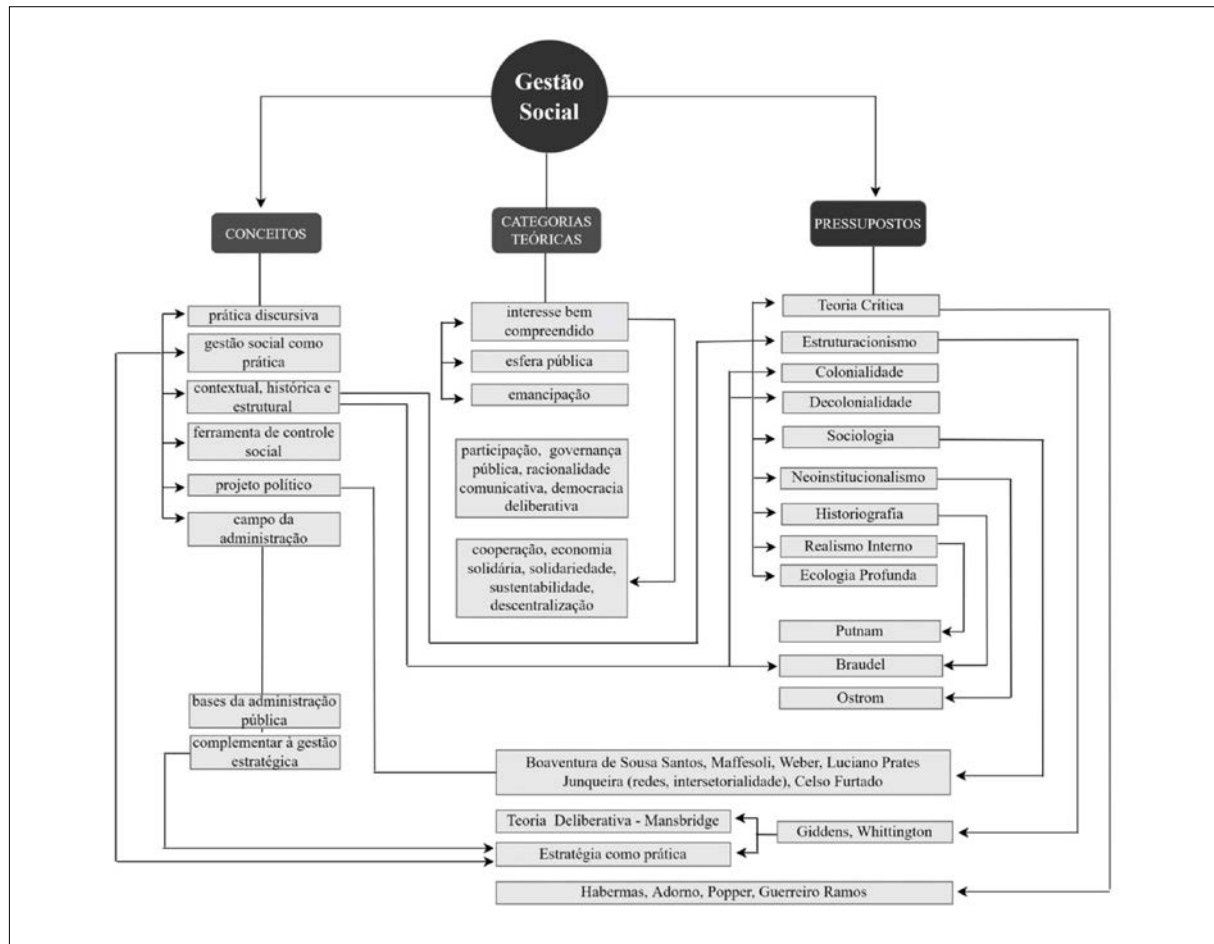 Gestão
Social
CONCEITOS
prática discursiva
gestão social como
prática
contextual, histórica e
estrutural
ferramenta de controle
social
projeto político
campo da
administração
bases da administração
pública
complementar à gestão
estratégica
CATEGORIAS
TEÓRICAS
interesse bem
compreendido
esfera pública
emancipação
participação, governança
pública, racionalidade
comunicativa, democracia
deliberativa
cooperação, economia
solidária, solidariedade,
sustentabilidade,
descentralização
PRESSUPOSTOS
Teoria Crítica
Estruturacionismo
Colonialidade
Decolonialidade
Sociologia
Neoinstitucionalismo
Historiografia
Realismo Interno
Ecologia Profunda
Putnam
Braudel
Ostrom
Boaventura de Sousa Santos, Maffesoli, Weber, Luciano Prates
Junqueira (redes, intersetorialidade), Celso Furtado
Teoria Deliberativa - Mansbridge
Giddens, Whittington
Estratégia como prática
Habermas, Adorno, Popper, Guerreiro Ramos